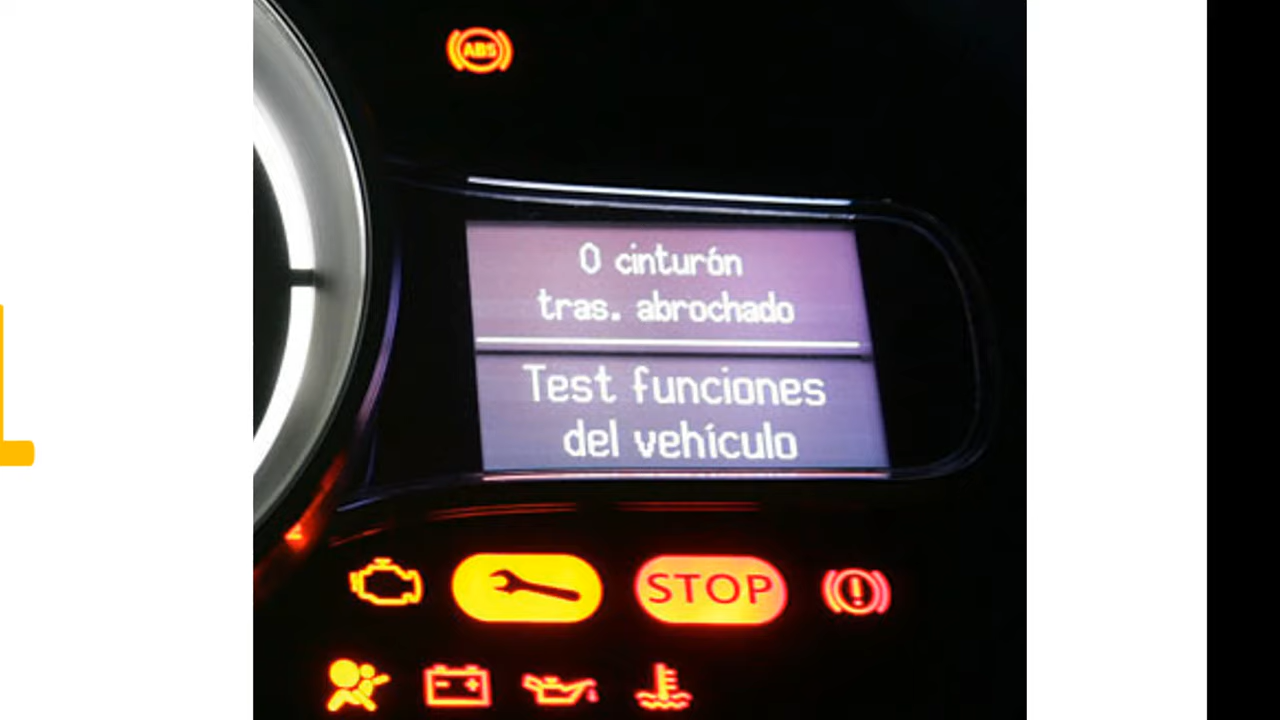 ABS
0 cinturón
tras. abrochado
Test funciones
del vehículo
STOP